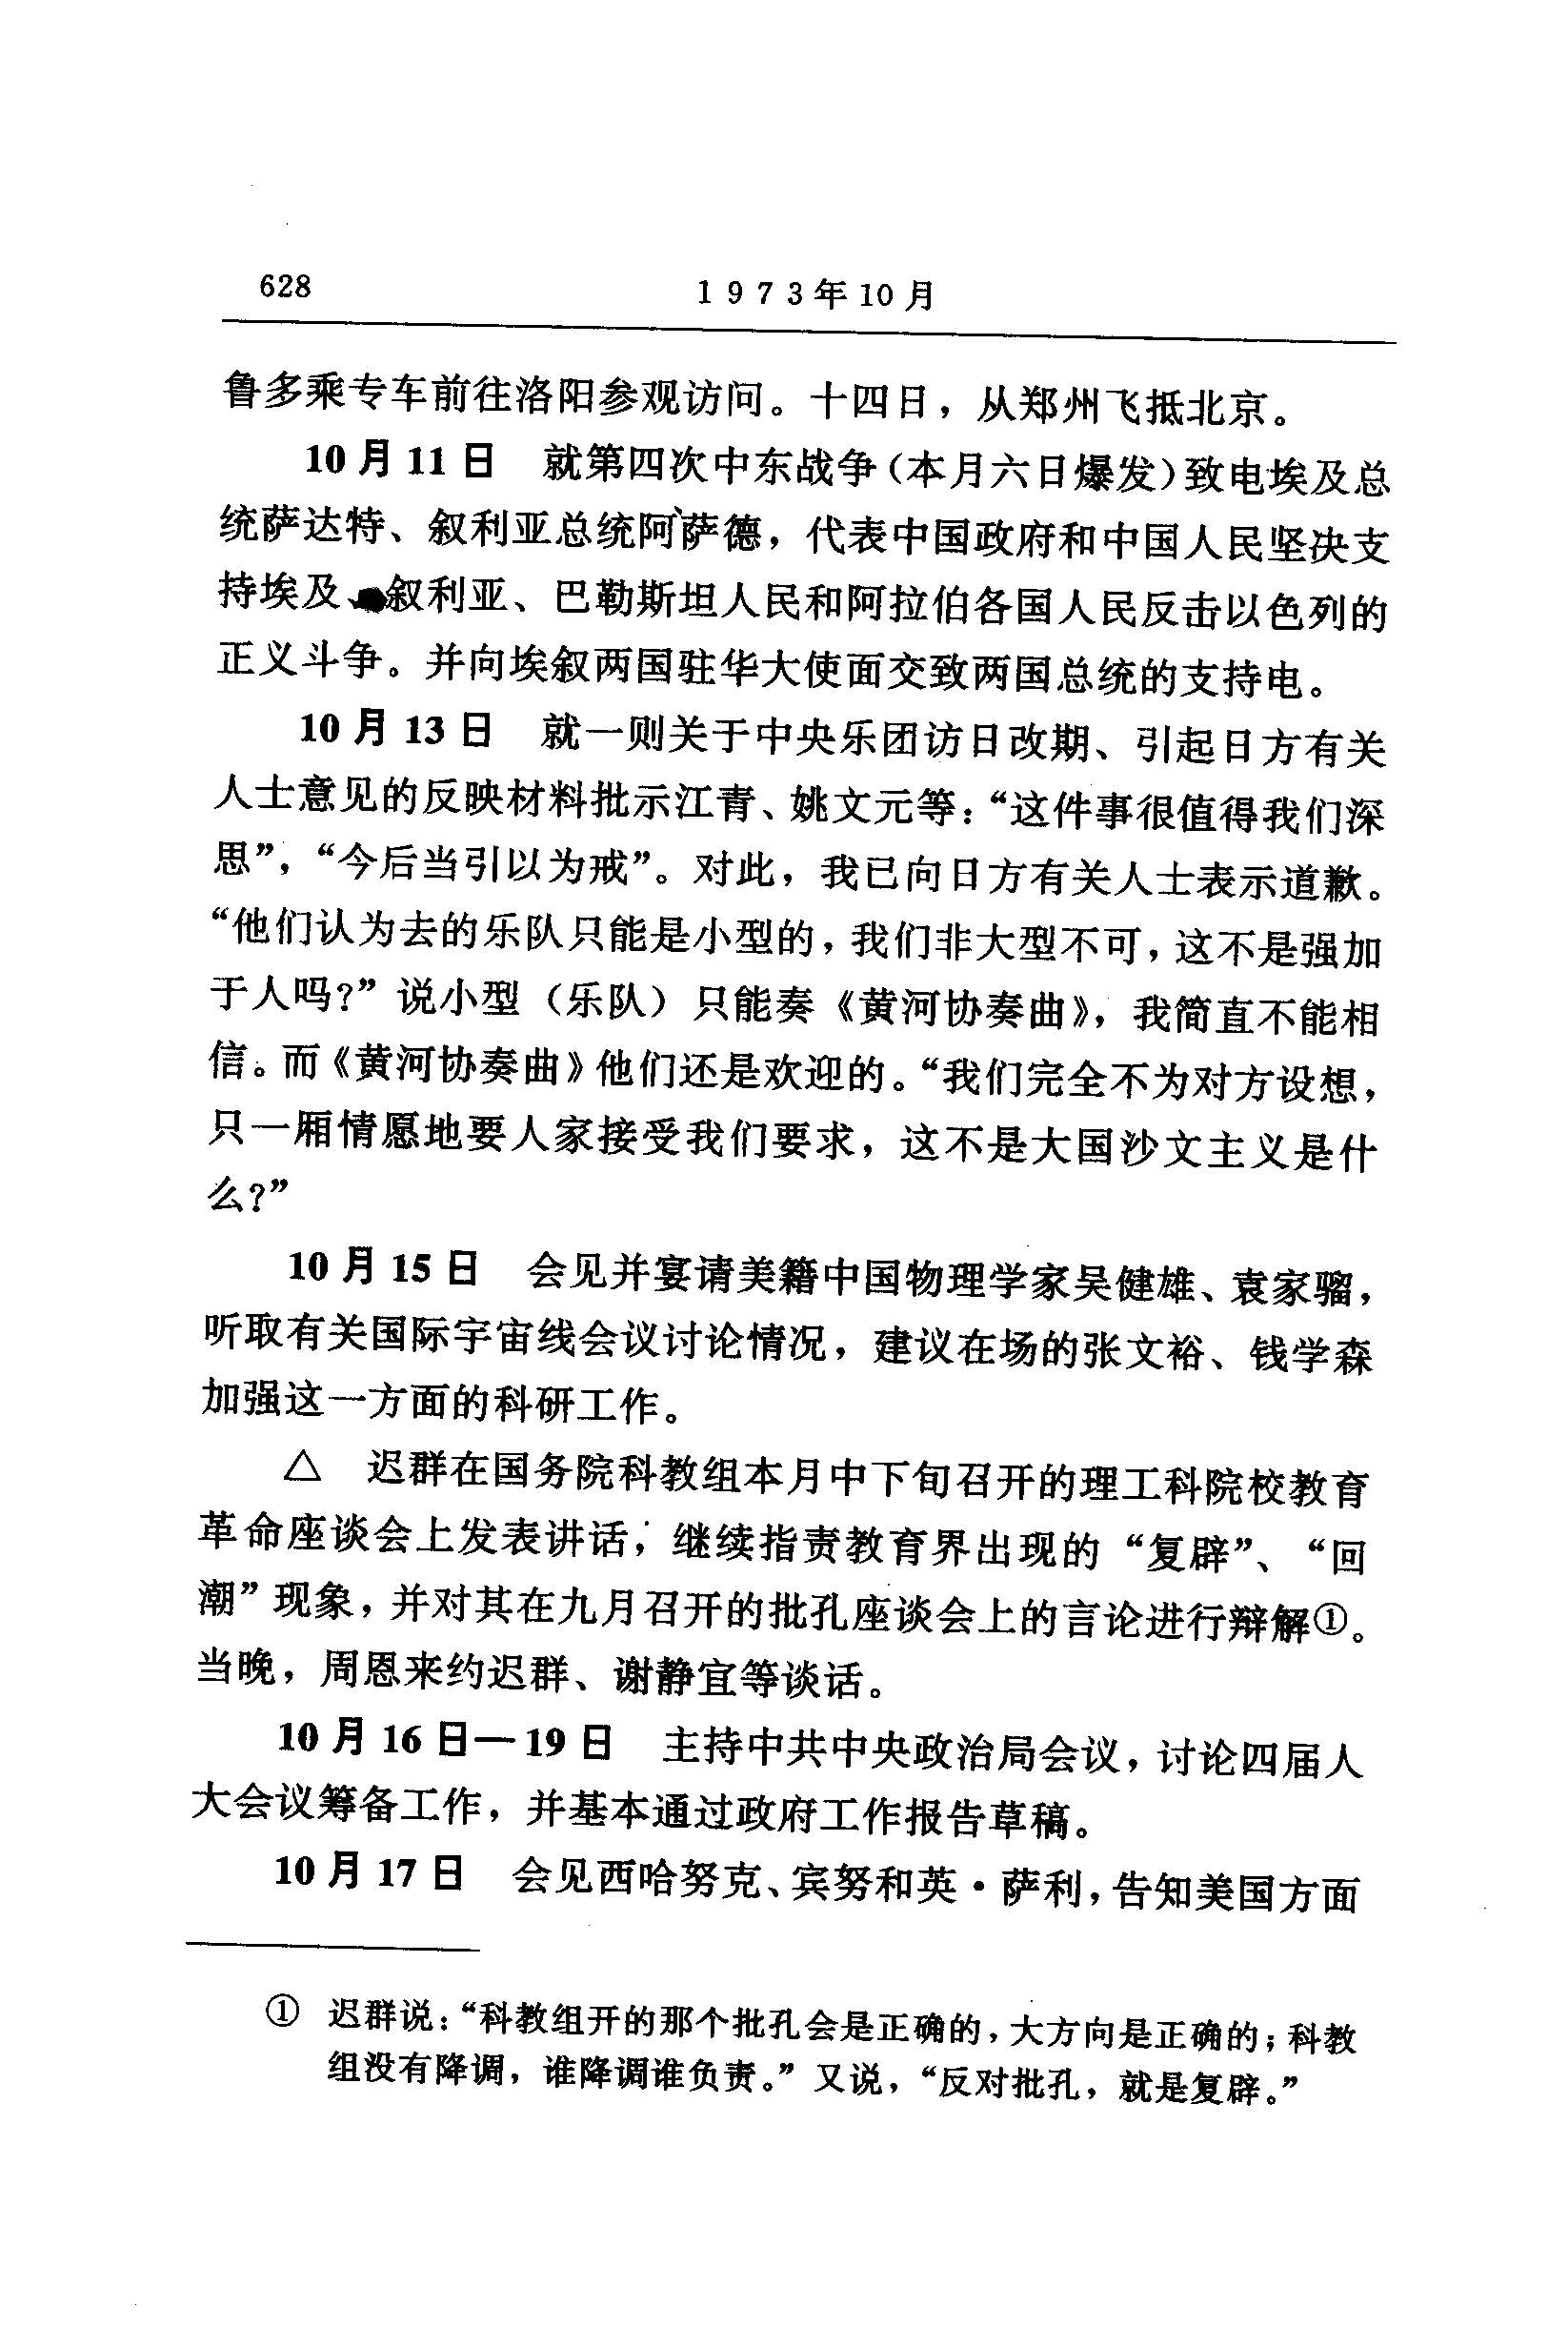 628
1973年10月
鲁多乘专车前往洛阳参观访问。十四日，从郑州飞抵北京。
10月11日　就第四次中东战争(本月六日爆发)致电埃及总
统萨达特、叙利亚总统阿萨德，代表中国政府和中国人民坚决支
持埃及、叙利亚、巴勒斯坦人民和阿拉伯各国人民反击以色列的
正义斗争。并向埃叙两国驻华大使面交致两国总统的支持电。
10月13日　就一则关于中央乐团访日改期、引起日方有关
人士意见的反映材料批示江青、姚文元等：“这件事很值得我们深
思”，“今后当引以为戒”。对此，我已向日方有关人士表示道歉。
“他们认为去的乐队只能是小型的，我们非大型不可，这不是强加
于人吗?”说小型（乐队）只能奏《黄河协奏曲》，我简直不能相
信。而《黄河协奏曲》他们还是欢迎的。“我们完全不为对方设想，
只一厢情愿地要人家接受我们要求，这不是大国沙文主义是什
么?”
10月15日　会见并宴请美籍中国物理学家吴健雄、袁家骝，
听取有关国际宇宙线会议讨论情况，建议在场的张文裕、钱学森
加强这一方面的科研工作。
△　迟群在国务院科教组本月中下旬召开的理工科院校教育
革命座谈会上发表讲话，继续指责教育界出现的“复辟”、“回
潮”现象，并对其在九月召开的批孔座谈会上的言论进行辩解①。
当晚，周恩来约迟群、谢静宜等谈话。
10月16日—19日　主持中共中央政治局会议，讨论四届人
大会议筹备工作，并基本通过政府工作报告草稿。
10月17日　会见西哈努克、宾努和英·萨利，告知美国方面
①　迟群说：“科教组开的那个批孔会是正确的，大方向是正确的；科教
组没有降调，谁降调谁负责。”又说，“反对批孔，就是复辟。”